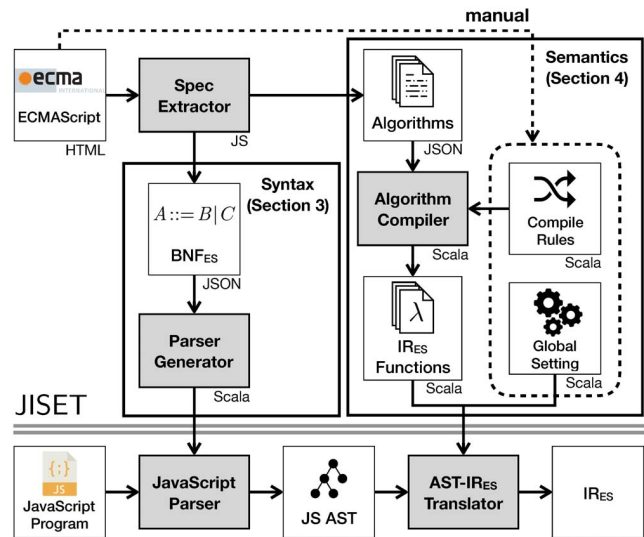 manual
ecma
INTERNATIONAL
ECMAScript
HTML
Spec
Extractor
JS
Algorithms
JSON
Semantics
(Section 4)
Syntax
(Section 3)
A ::= B | C
BNFES
JSON
Algorithm
Compiler
Scala
Compile
Rules
Scala
Parser
Generator
Scala
λ
IRES
Functions
Scala
Global
Setting
Scala
JISET
{;}
JS
JavaScript
Program
JavaScript
Parser
JS AST
AST-IRES
Translator
IRES